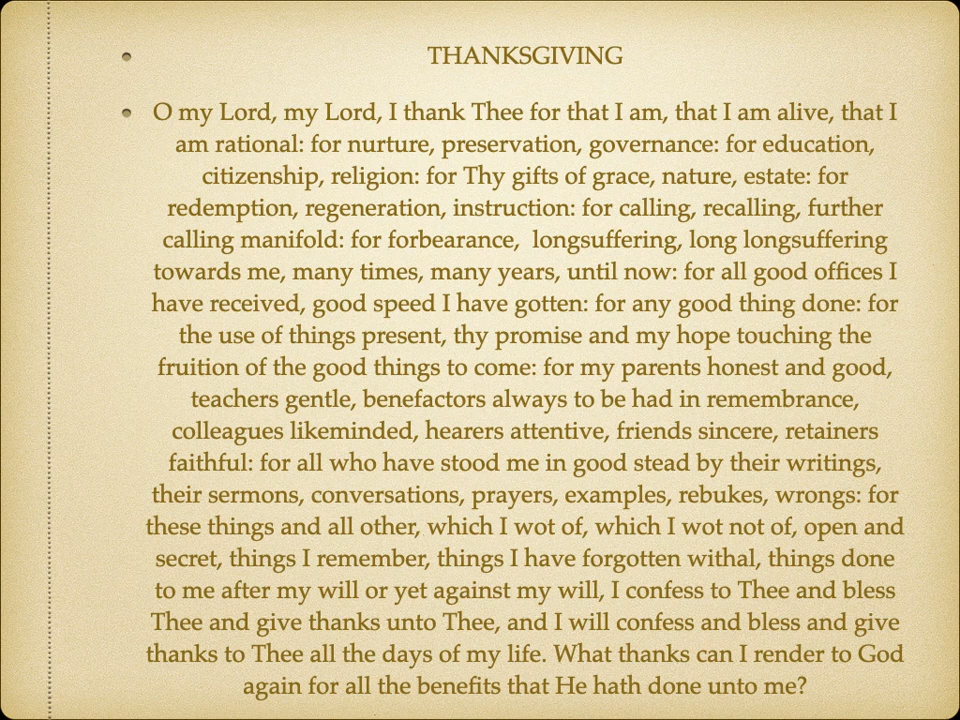 THANKSGIVING
O my Lord, my Lord, I thank Thee for that I am, that I am alive, that I
am rational: for nurture, preservation, governance: for education,
citizenship, religion: for Thy gifts of grace, nature, estate: for
redemption, regeneration, instruction: for calling, recalling, further
calling manifold: for forbearance,  longsuffering, long longsuffering
towards me, many times, many years, until now: for all good offices I
have received, good speed I have gotten: for any good thing done: for
the use of things present, thy promise and my hope touching the
fruition of the good things to come: for my parents honest and good,
teachers gentle, benefactors always to be had in remembrance,
colleagues likeminded, hearers attentive, friends sincere, retainers
faithful: for all who have stood me in good stead by their writings,
their sermons, conversations, prayers, examples, rebukes, wrongs: for
these things and all other, which I wot of, which I wot not of, open and
secret, things I remember, things I have forgotten withal, things done
to me after my will or yet against my will, I confess to Thee and bless
Thee and give thanks unto Thee, and I will confess and bless and give
thanks to Thee all the days of my life. What thanks can I render to God
again for all the benefits that He hath done unto me?